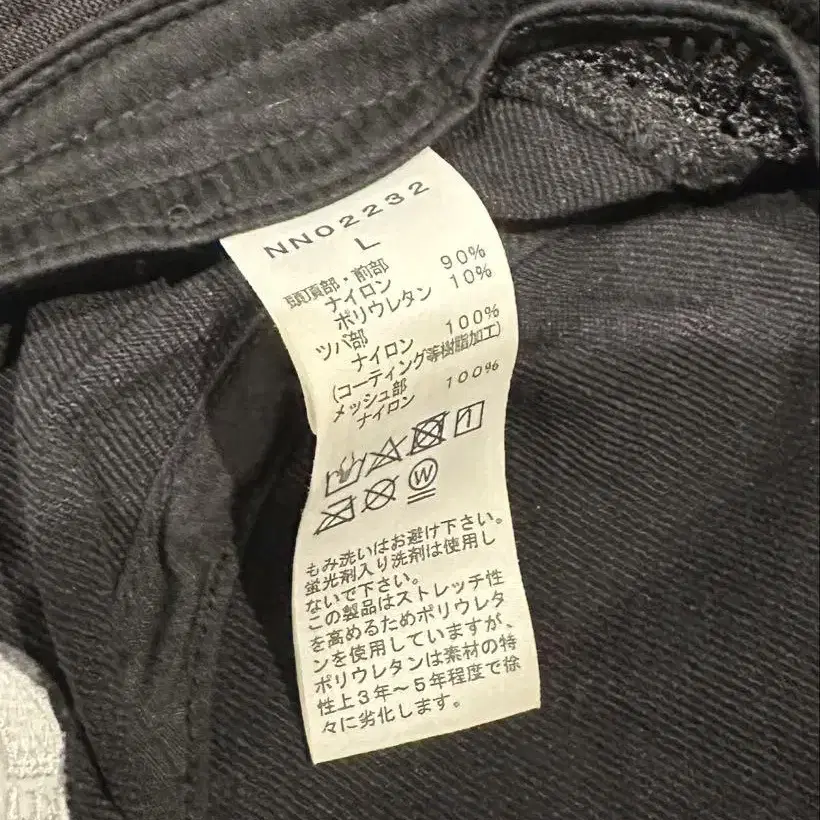 NN02232
L
頭頂部・前部
ナイロン 90%
ポリウレタン 10%
ツバ部
ナイロン 100%
(コーティング等樹脂加工)
メッシュ部
ナイロン 100%
1
W
もみ洗いはお避け下さい。
蛍光剤入り洗剤は使用し
ないで下さい。
この製品はストレッチ性
を高めるためポリウレタ
ンを使用していますが、
ポリウレタンは素材の特
性上3年〜5年程度で徐
々に劣化します。